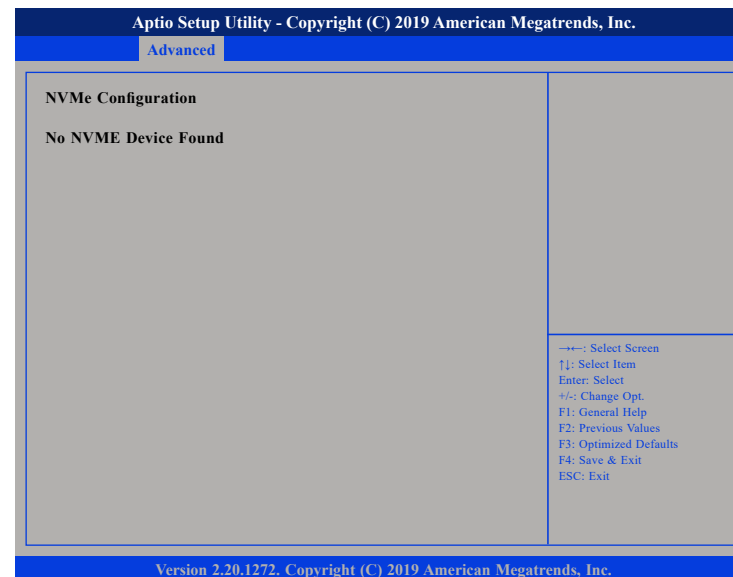 Aptio Setup Utility - Copyright (C) 2019 American Megatrends, Inc.
Advanced
NVMe Configuration
No NVME Device Found
→←: Select Screen
↑↓: Select Item
Enter: Select
+/-: Change Opt.
F1: General Help
F2: Previous Values
F3: Optimized Defaults
F4: Save & Exit
ESC: Exit
Version 2.20.1272. Copyright (C) 2019 American Megatrends, Inc.